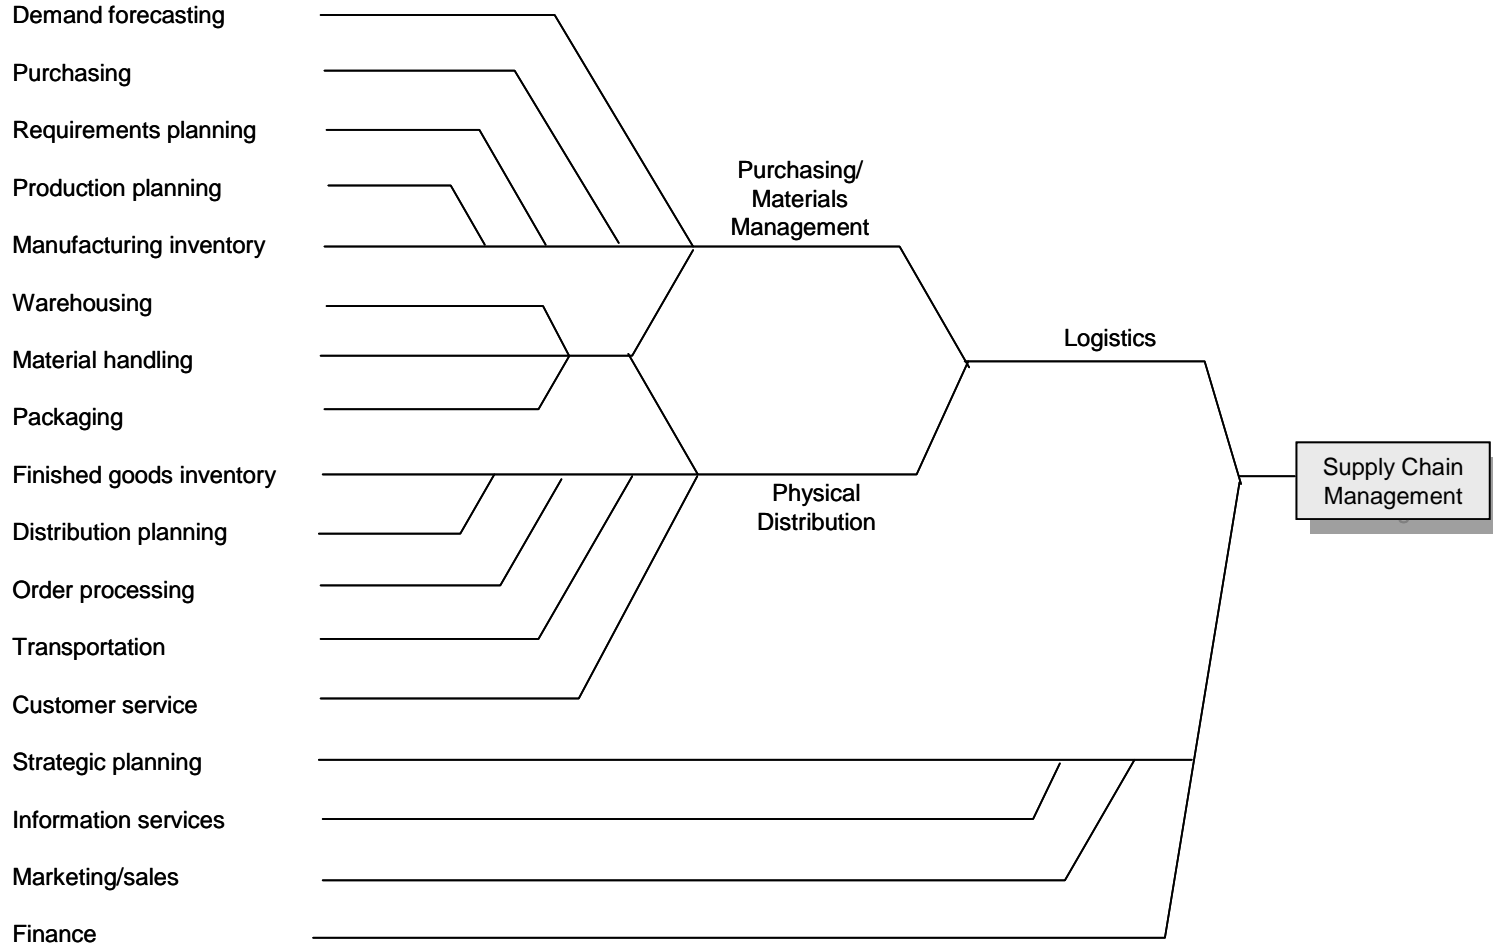 Demand forecasting
Purchasing
Requirements planning
Production planning
Manufacturing inventory
Warehousing
Material handling
Packaging
Finished goods inventory
Distribution planning
Order processing
Transportation
Customer service
Strategic planning
Information services
Marketing/sales
Finance
Purchasing/
Materials
Management
Physical
Distribution
Logistics
Supply Chain
Management